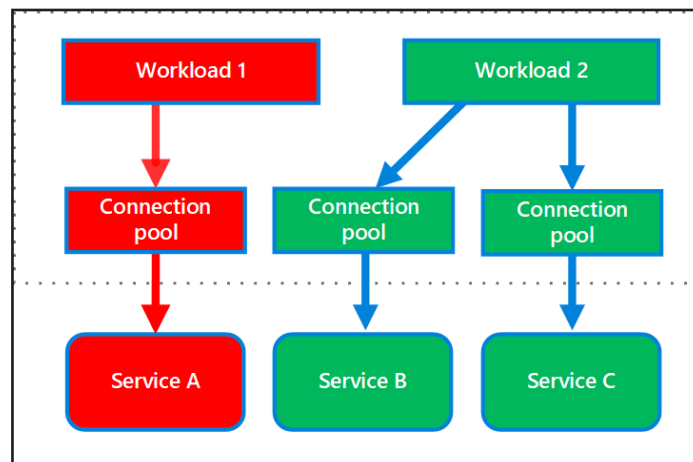 Workload 1
Workload 2
Connection
pool
Connection
pool
Connection
pool
Service A
Service B
Service C